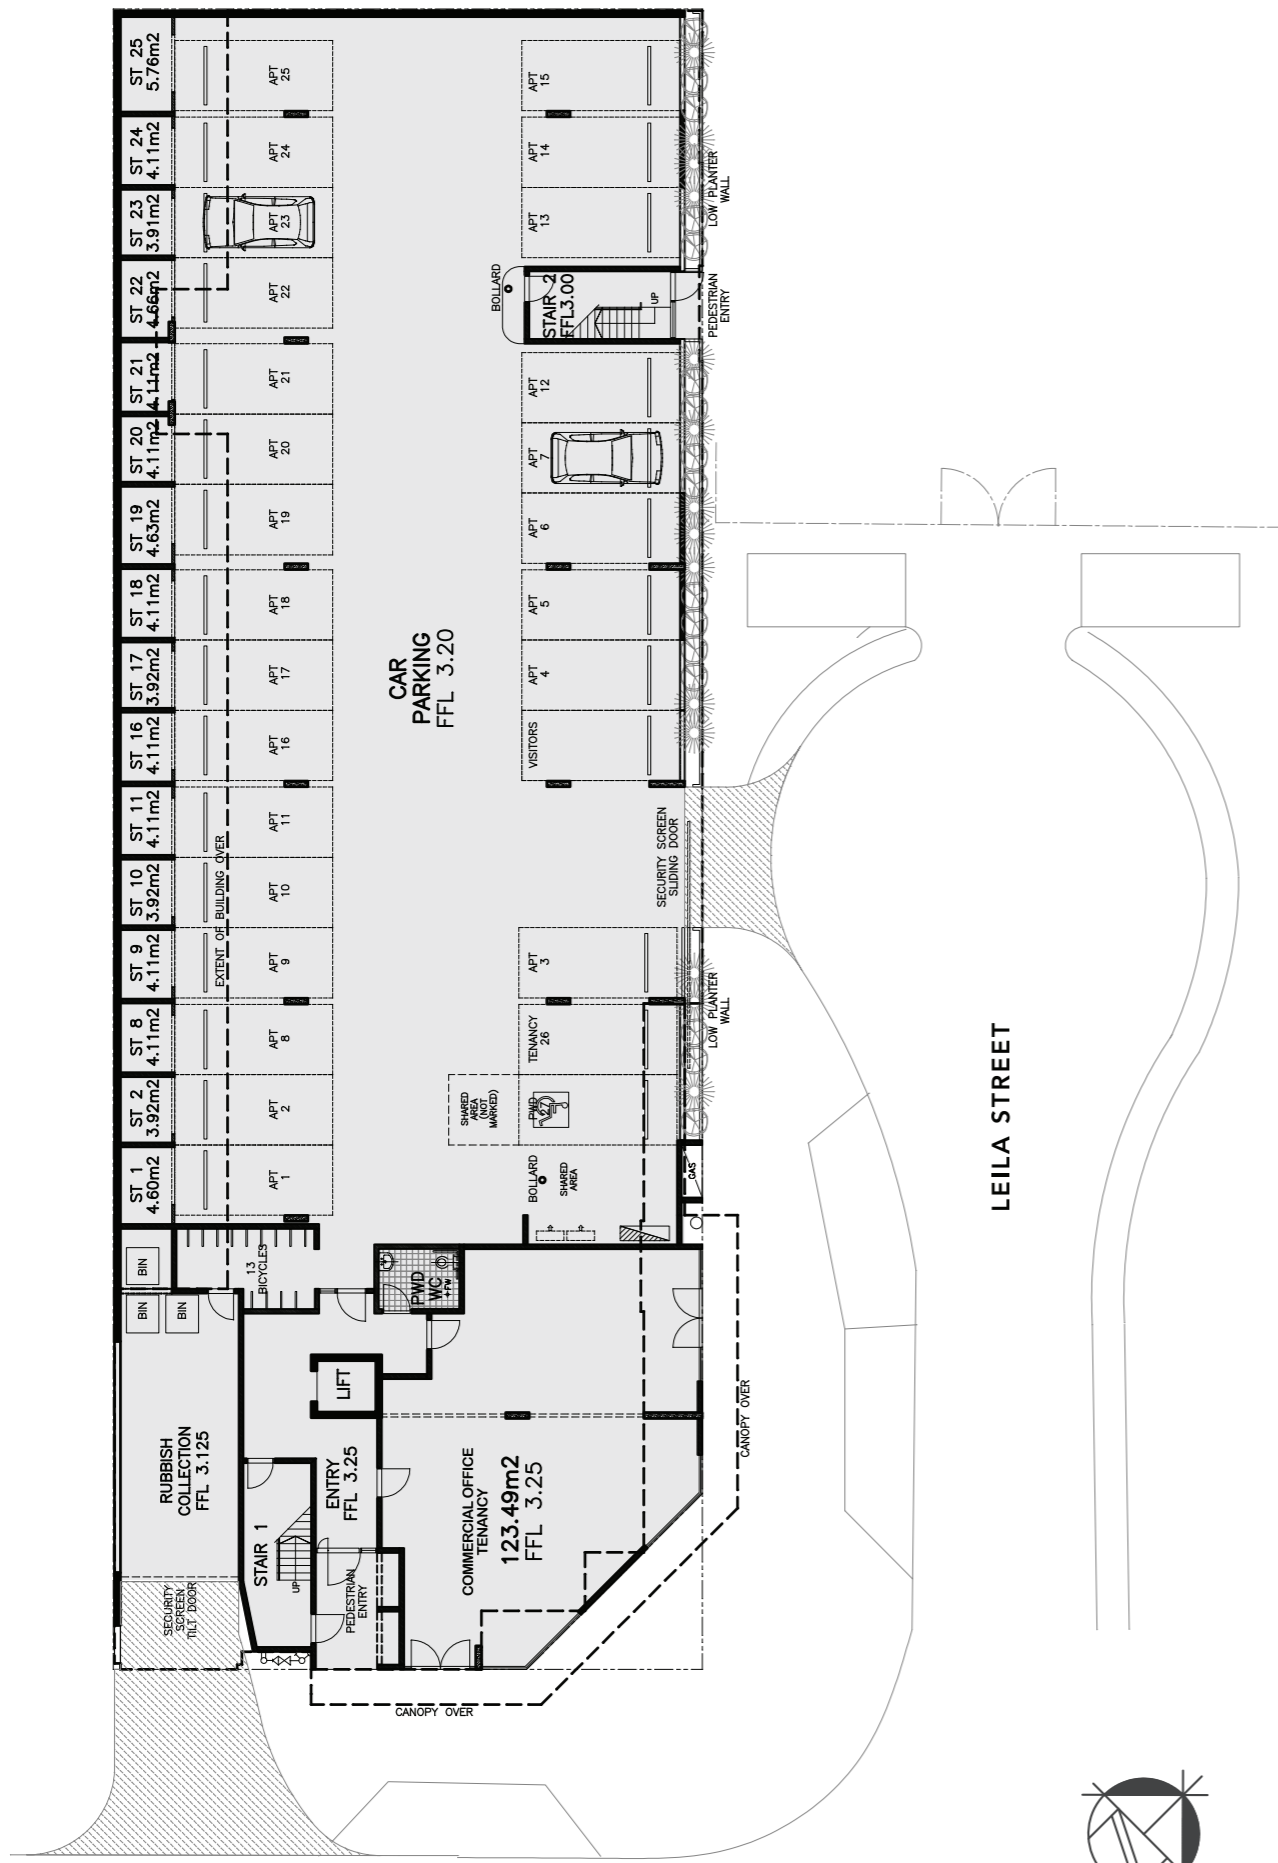 ST 25
5.76m2
APT
25
APT
15
ST 24
4.11m2
APT
24
APT
14
LOW PLANTER
WALL
ST 23
3.91m2
APT
23
APT
13
ST 22
4.66m2
APT
22
BOLLARD
STAIR 2
FFL3.00
UP
PEDESTRIAN
ENTRY
ST 21
4.11m2
APT
21
APT
12
ST 20
4.11m2
APT
20
APT
7
ST 19
4.63m2
APT
19
APT
6
ST 18
4.11m2
APT
18
APT
5
ST 17
3.92m2
APT
17
CAR
PARKING
FFL 3.20
APT
4
ST 16
4.11m2
APT
16
VISITORS
ST 11
4.11m2
APT
11
SECURITY SCREEN
SLIDING DOOR
EXTENT OF BUILDING OVER
ST 10
3.92m2
APT
10
ST 9
4.11m2
APT
9
APT
3
LOW PLANTER
WALL
ST 8
4.11m2
APT
8
TENANCY
26
ST 2
3.92m2
APT
2
SHARED
AREA
(NOT
MARKED)
PWD
27
ST 1
4.60m2
APT
1
BOLLARD
SHARED
AREA
GAS
LEILA STREET
BIN
BIN
BIN
13
BICYCLES
PWD
WC
FW
LIFT
RUBBISH
COLLECTION
FFL 3.125
ENTRY
FFL 3.25
STAIR 1
UP
COMMERCIAL OFFICE
TENANCY
123.49m2
FFL 3.25
CANOPY OVER
SECURITY
SCREEN
TILT DOOR
PEDESTRIAN
ENTRY
CANOPY OVER